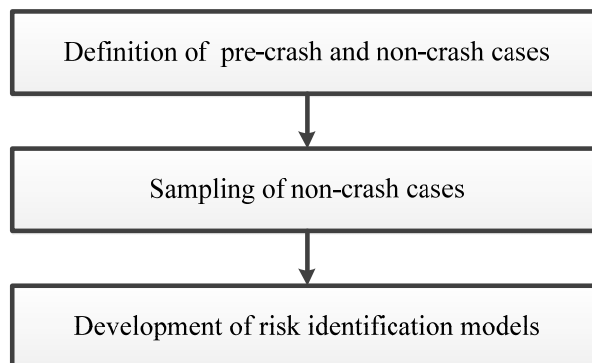 Definition of pre-crash and non-crash cases
Sampling of non-crash cases
Development of risk identification models